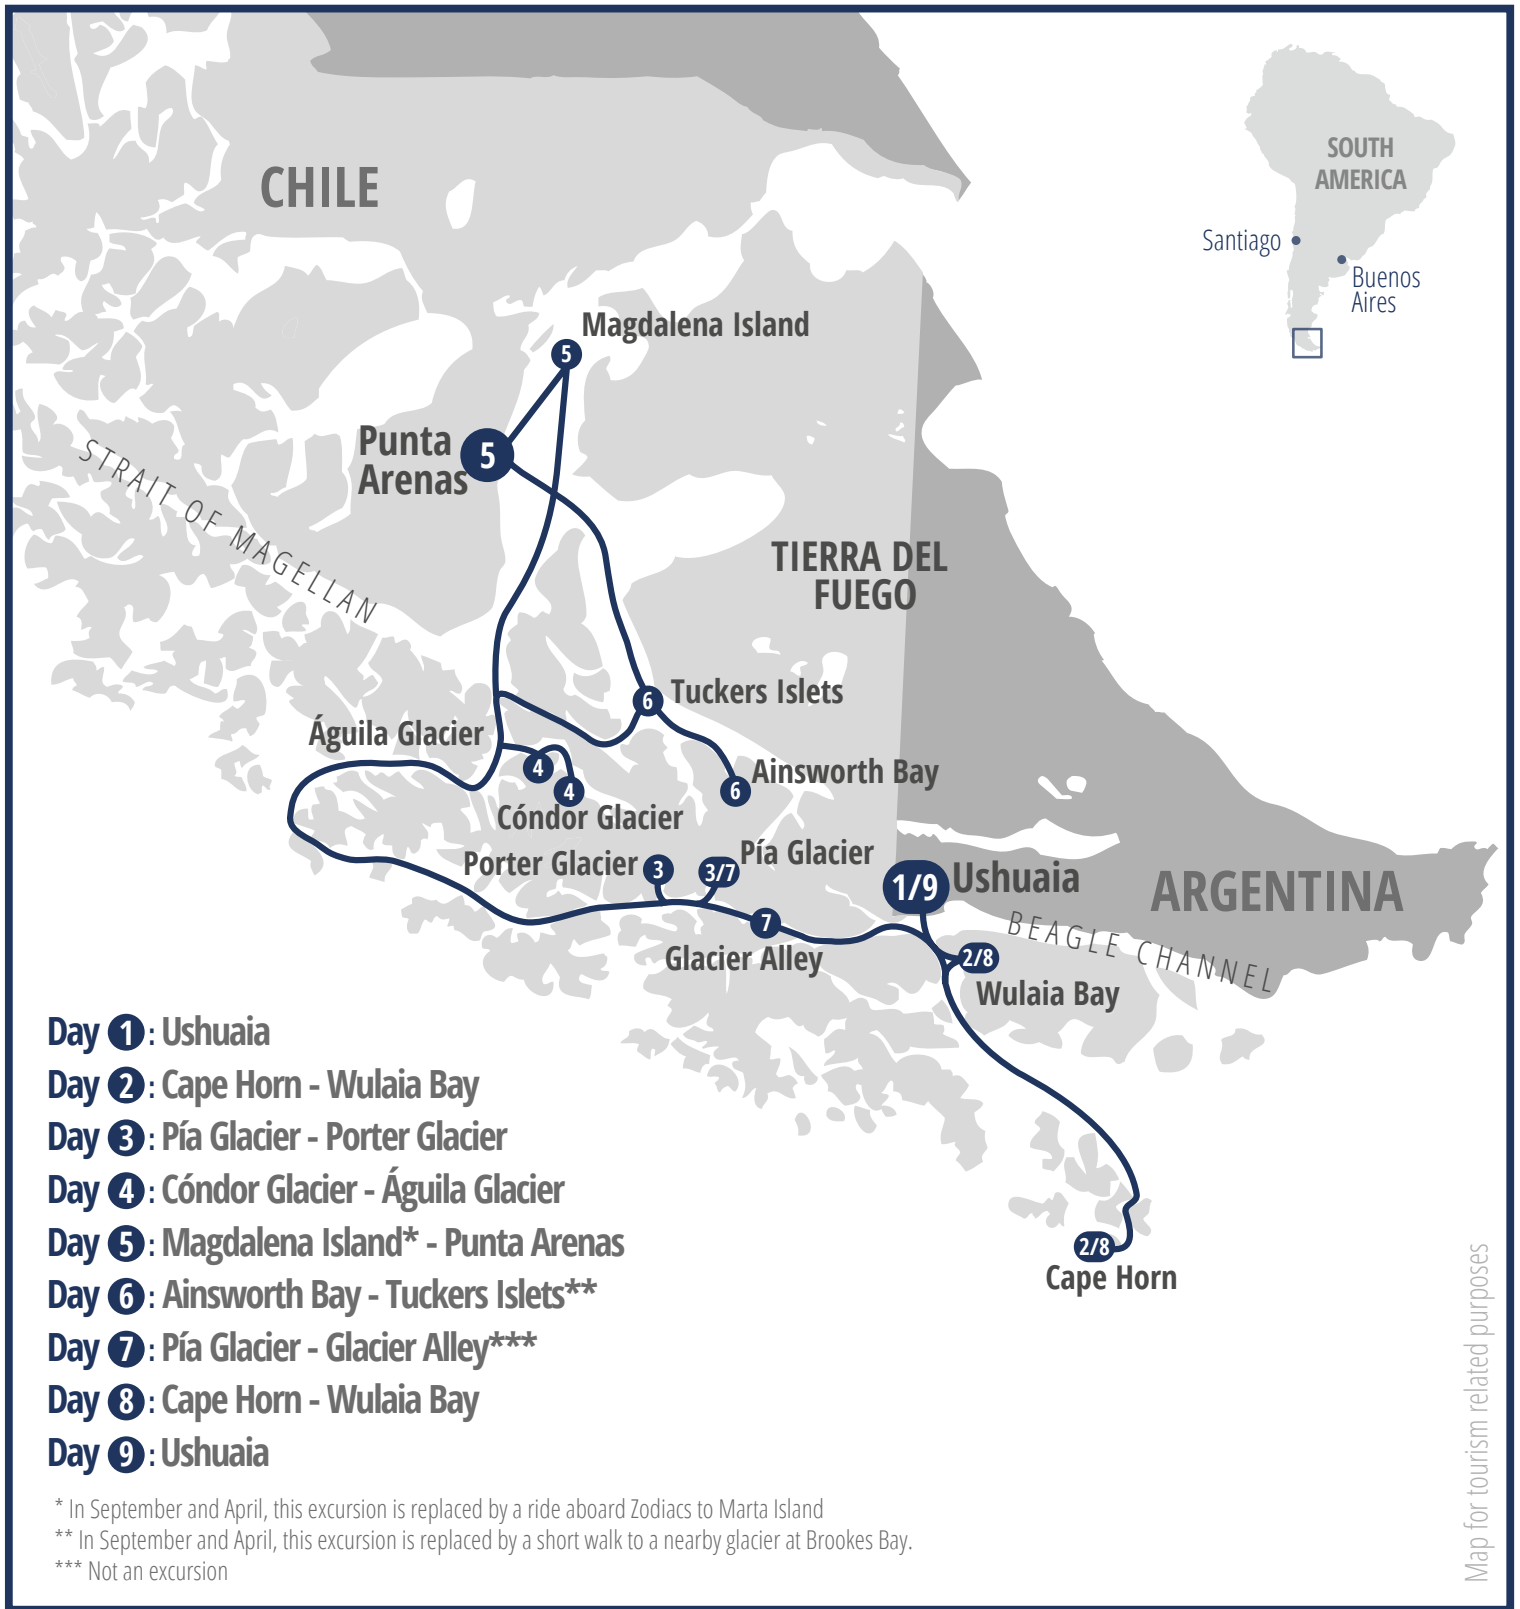 CHILE
SOUTH
AMERICA
Santiago
Buenos
Aires
Magdalena Island
5
Punta
Arenas
5
STRAIT OF MAGELLAN
TIERRA DEL
FUEGO
6
Tuckers Islets
Águila Glacier
4
4
Cóndor Glacier
6
Ainsworth Bay
Porter Glacier
3
3/7
Pía Glacier
1/9
Ushuaia
ARGENTINA
7
Glacier Alley
BEAGLE CHANNEL
2/8
Wulaia Bay
2/8
Cape Horn
Day 1: Ushuaia
Day 2: Cape Horn - Wulaia Bay
Day 3: Pía Glacier - Porter Glacier
Day 4: Cóndor Glacier - Águila Glacier
Day 5: Magdalena Island* - Punta Arenas
Day 6: Ainsworth Bay - Tuckers Islets**
Day 7: Pía Glacier - Glacier Alley***
Day 8: Cape Horn - Wulaia Bay
Day 9: Ushuaia
* In September and April, this excursion is replaced by a ride aboard Zodiacs to Marta Island
** In September and April, this excursion is replaced by a short walk to a nearby glacier at Brookes Bay.
*** Not an excursion
Map for tourism related purposes